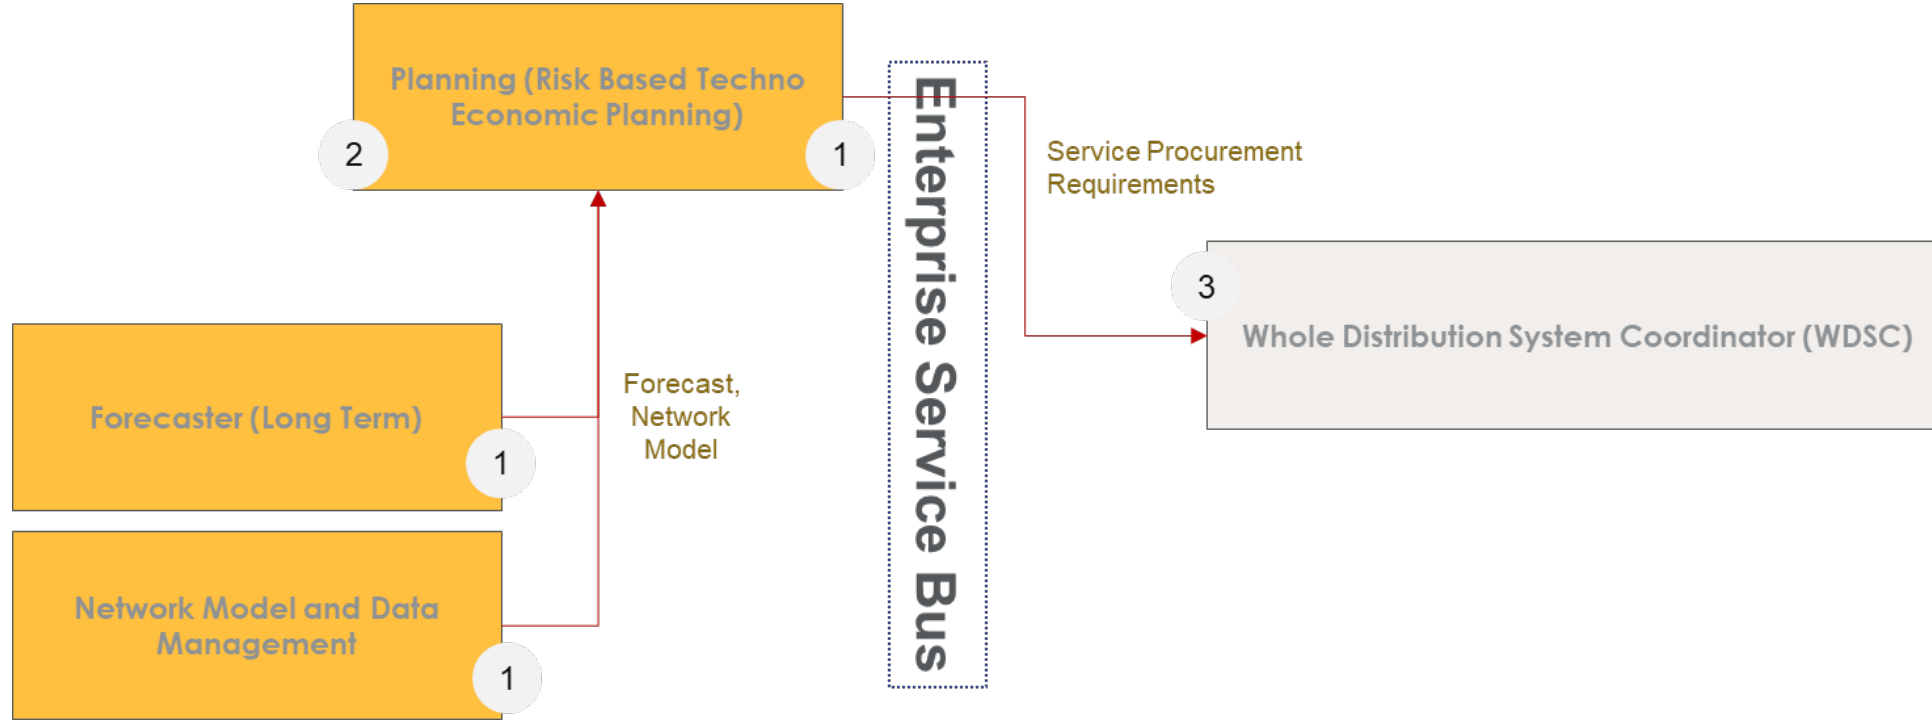 Planning (Risk Based Techno
Economic Planning)
2
1
Enterprise Service Bus
Service Procurement
Requirements
3
Whole Distribution System Coordinator (WDSC)
Forecaster (Long Term)
1
Forecast,
Network
Model
Network Model and Data
Management
1